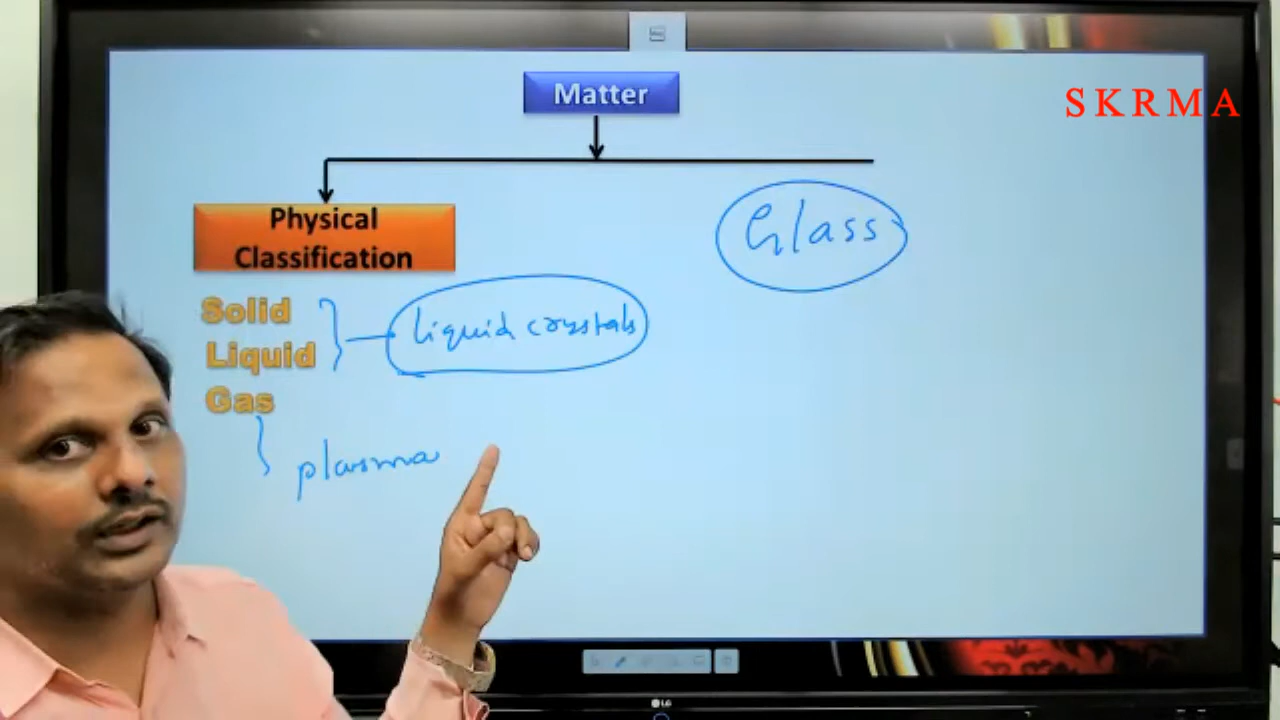 Matter
SKRMA
Physical
Classification
Glass
Solid
Liquid
liquid crystals
Gas
plasma
LG